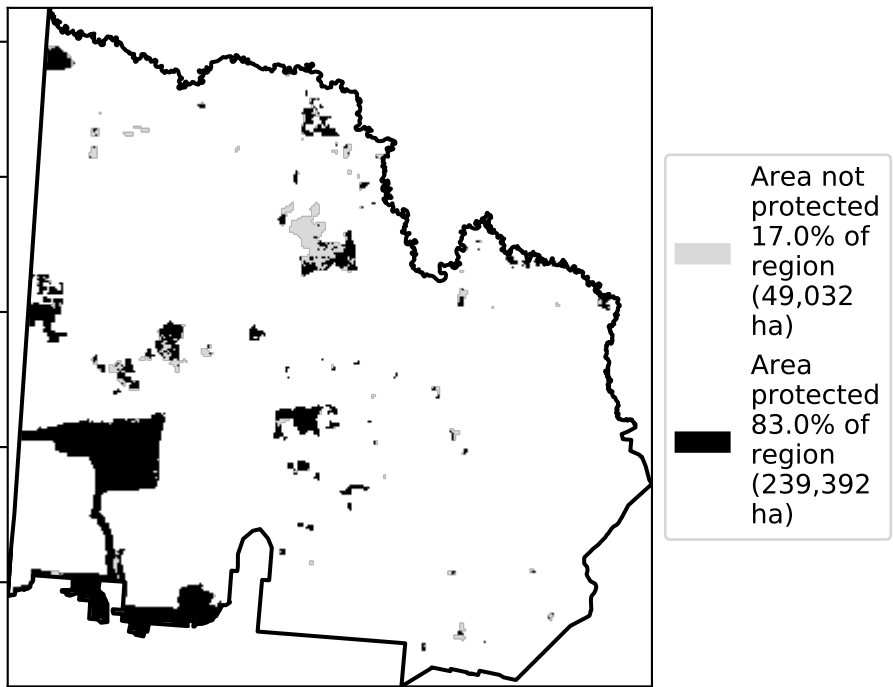 Area not
protected
17.0% of
region
(49,032
ha)
Area
protected
83.0% of
region
(239,392
ha)